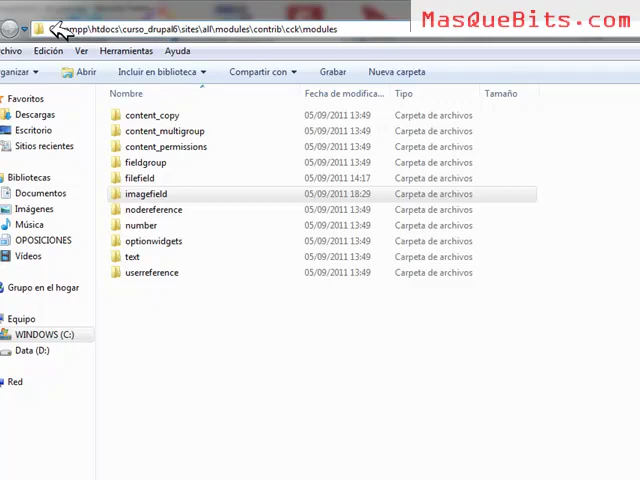 MasQueBits.com
mpp\htdocs\curso_drupal6\sites\all\modules\contrib\cck\modules
chivo Edición Ver Herramientas Ayuda
ganizar Abrir Incluir en biblioteca Compartir con Grabar Nueva carpeta
Nombre Fecha de modifica... Tipo Tamaño
content_copy 05/09/2011 13:49 Carpeta de archivos
content_multigroup 05/09/2011 13:49 Carpeta de archivos
content_permissions 05/09/2011 13:49 Carpeta de archivos
fieldgroup 05/09/2011 13:49 Carpeta de archivos
filefield 05/09/2011 14:17 Carpeta de archivos
imagefield 05/09/2011 18:29 Carpeta de archivos
nodereference 05/09/2011 13:49 Carpeta de archivos
number 05/09/2011 13:49 Carpeta de archivos
optionwidgets 05/09/2011 13:49 Carpeta de archivos
text 05/09/2011 13:49 Carpeta de archivos
userreference 05/09/2011 13:49 Carpeta de archivos
Favoritos
Descargas
Escritorio
Sitios recientes
Bibliotecas
Documentos
Imágenes
Música
OPOSICIONES
Vídeos
Grupo en el hogar
Equipo
WINDOWS (C:)
Data (D:)
Red